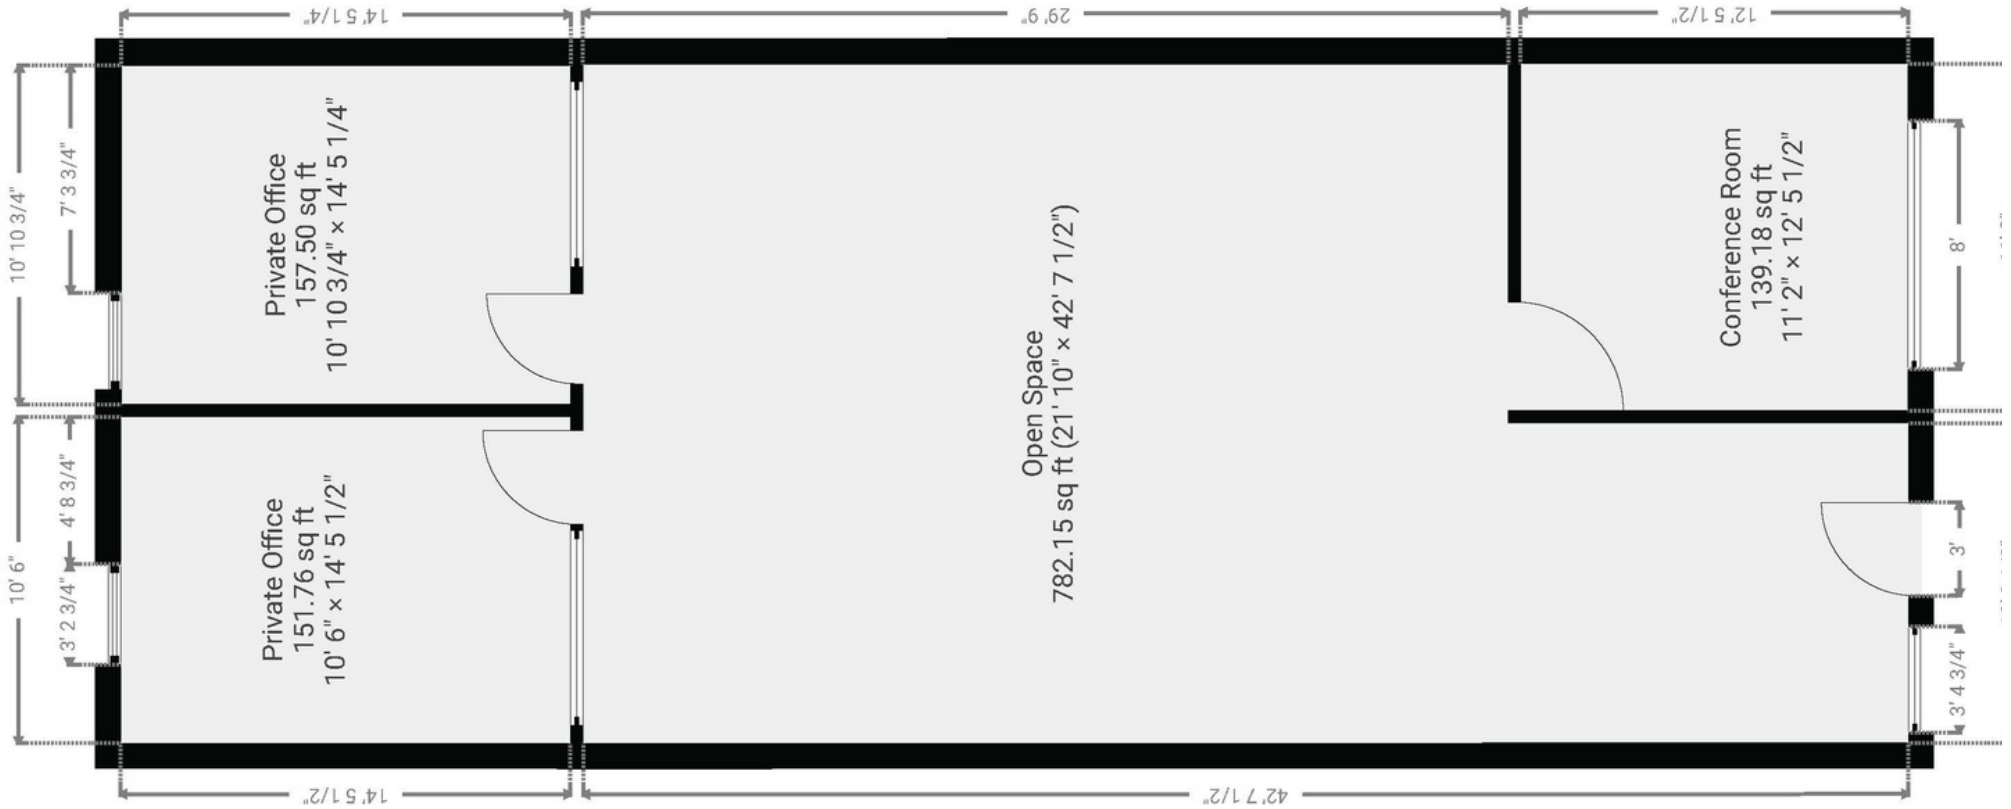 14' 5 1/4"
29' 9"
12' 5 1/2"
10' 10 3/4"
7' 3 3/4"
Private Office
157.50 sq ft
10' 10 3/4" × 14' 5 1/4"
Open Space
782.15 sq ft (21' 10" × 42' 7 1/2")
Conference Room
139.18 sq ft
11' 2" × 12' 5 1/2"
8'
10' 6"
4' 8 3/4"
3' 2 3/4"
Private Office
151.76 sq ft
10' 6" × 14' 5 1/2"
3'
3' 4 3/4"
14' 5 1/2"
42' 7 1/2"